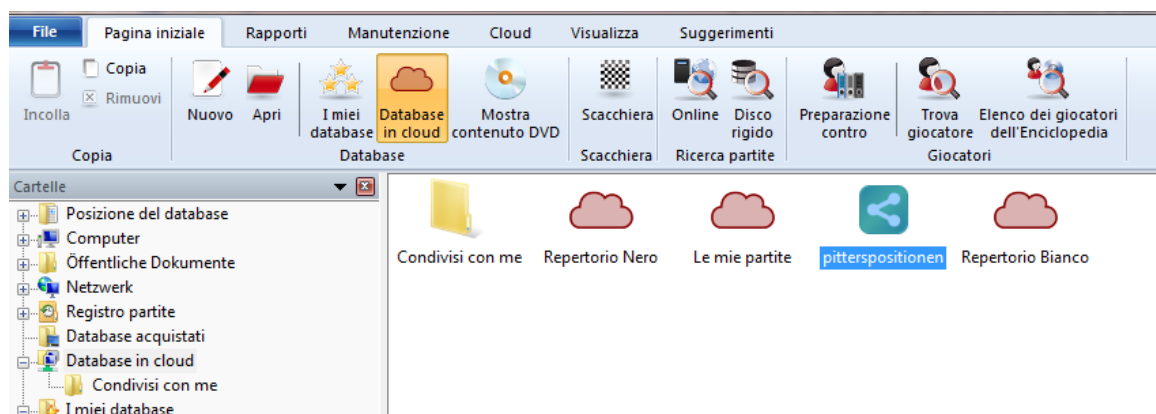 File Pagina iniziale Rapporti Manutenzione Cloud Visualizza Suggerimenti
Incolla
Copia
Rimuovi
Copia
Nuovo
Apri
I miei database
Database in cloud
Mostra contenuto DVD
Database
Scacchiera
Scacchiera
Online
Disco rigido
Ricerca partite
Preparazione contro
Trova giocatore
Elenco dei giocatori dell'Enciclopedia
Giocatori
Cartelle
Posizione del database
Computer
Öffentliche Dokumente
Netzwerk
Registro partite
Database acquistati
Database in cloud
Condivisi con me
I miei database
Condivisi con me
Repertorio Nero
Le mie partite
pitterspositionen
Repertorio Bianco